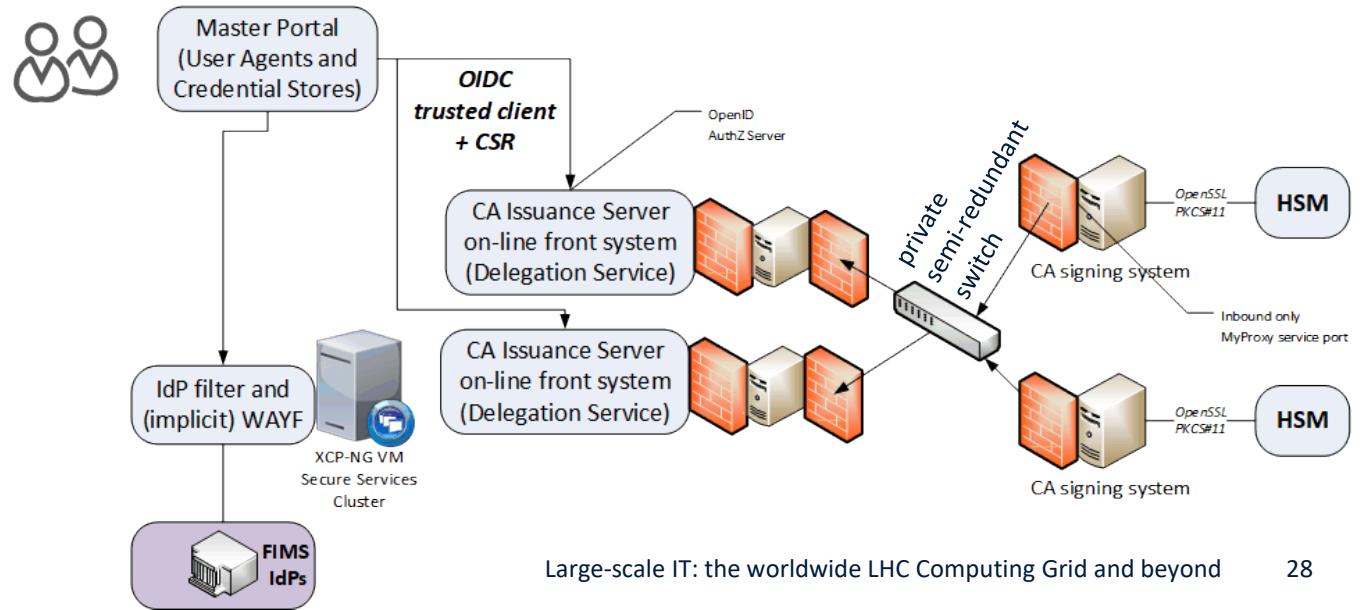 Master Portal
(User Agents and
Credential Stores)
OIDC
trusted client
+ CSR
OpenID
AuthZ Server
CA Issuance Server
on-line front system
(Delegation Service)
private
semi-redundant
switch
OpenSSL
PKCS#11
HSM
CA signing system
Inbound only
MyProxy service port
CA Issuance Server
on-line front system
(Delegation Service)
IdP filter and
(implicit) WAYF
XCP-NG VM
Secure Services
Cluster
OpenSSL
PKCS#11
HSM
CA signing system
FIMS
IdPs
Large-scale IT: the worldwide LHC Computing Grid and beyond 28